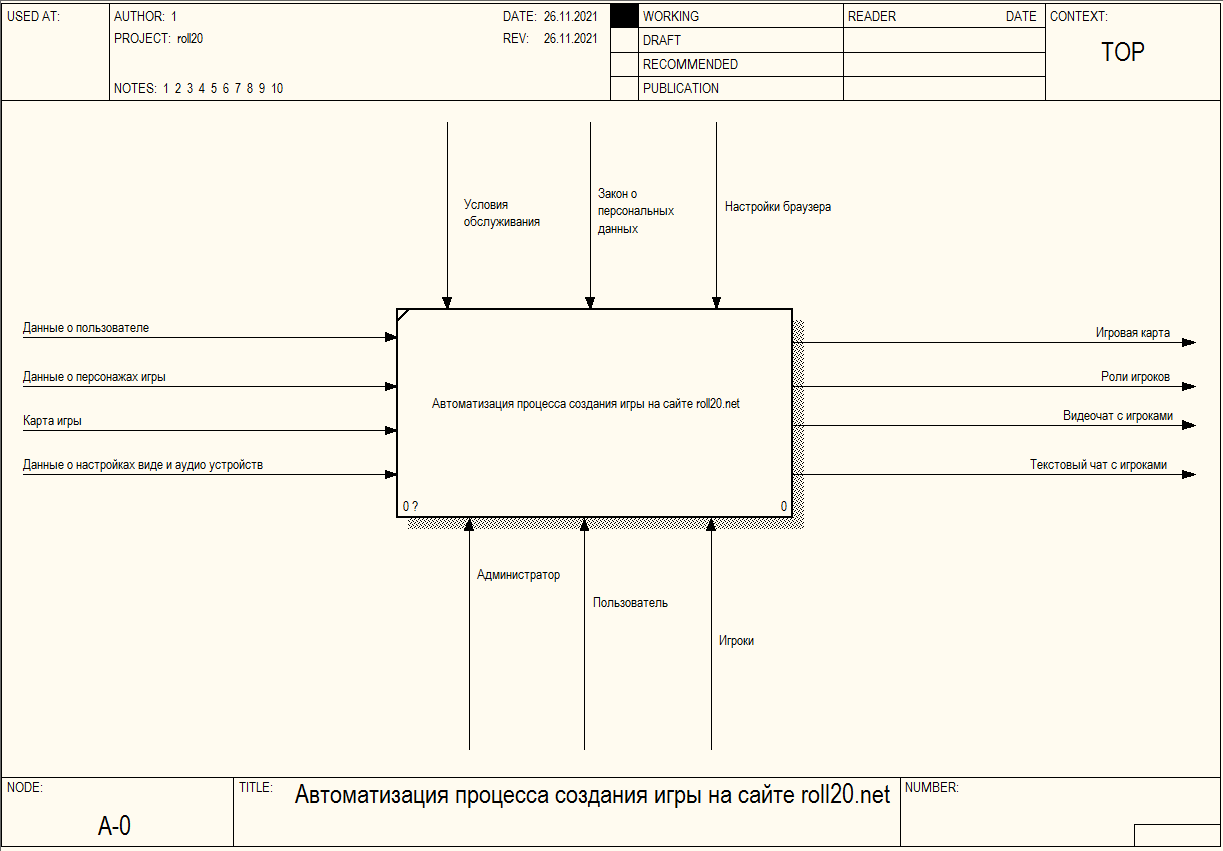 USED AT:
AUTHOR: 1
DATE: 26.11.2021
PROJECT: roll20
REV: 26.11.2021
NOTES: 1 2 3 4 5 6 7 8 9 10
WORKING
DRAFT
RECOMMENDED
PUBLICATION
READER DATE
CONTEXT:
TOP
Условия
обслуживания
Закон о
персональных
данных
Настройки браузера
Данные о пользователе
Данные о персонажах игры
Карта игры
Данные о настройках виде и аудио устройств
Автоматизация процесса создания игры на сайте roll20.net
0 ?
0
Игровая карта
Роли игроков
Видеочат с игроками
Текстовый чат с игроками
Администратор
Пользователь
Игроки
NODE:
A-0
TITLE:
Автоматизация процесса создания игры на сайте roll20.net
NUMBER: